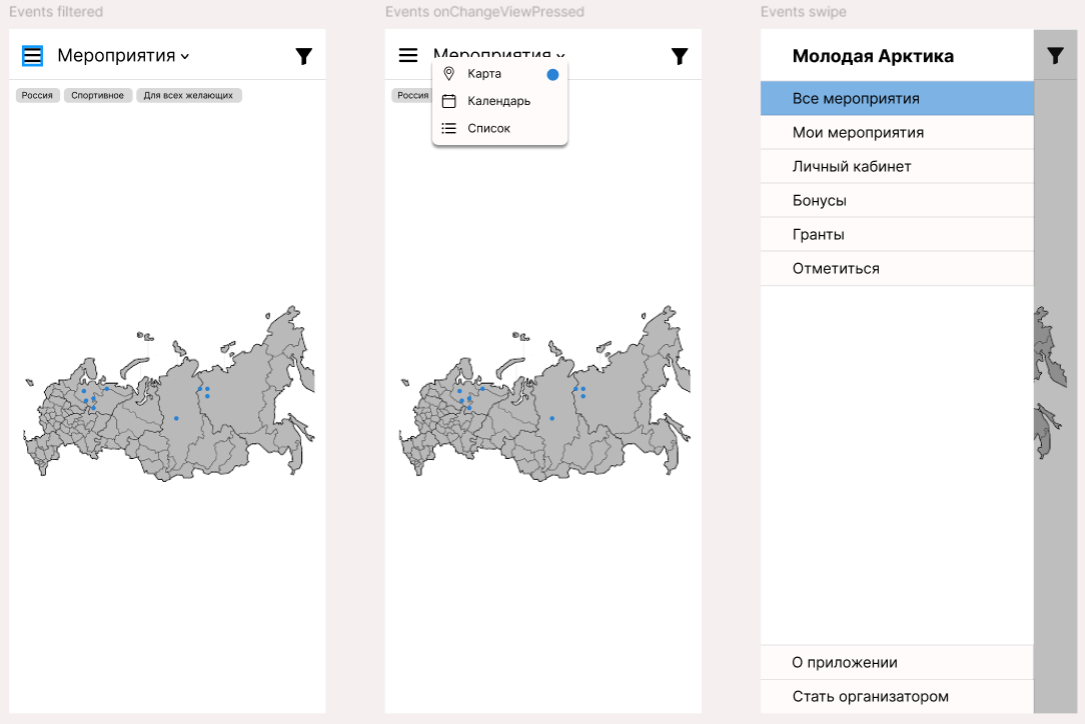 Events filtered
Мероприятия
Россия
Спортивное
Для всех желающих
Events onChangeViewPressed
Мероприятия
Россия
Карта
Календарь
Список
Events swipe
Молодая Арктика
Все мероприятия
Мои мероприятия
Личный кабинет
Бонусы
Гранты
Отметиться
О приложении
Стать организатором